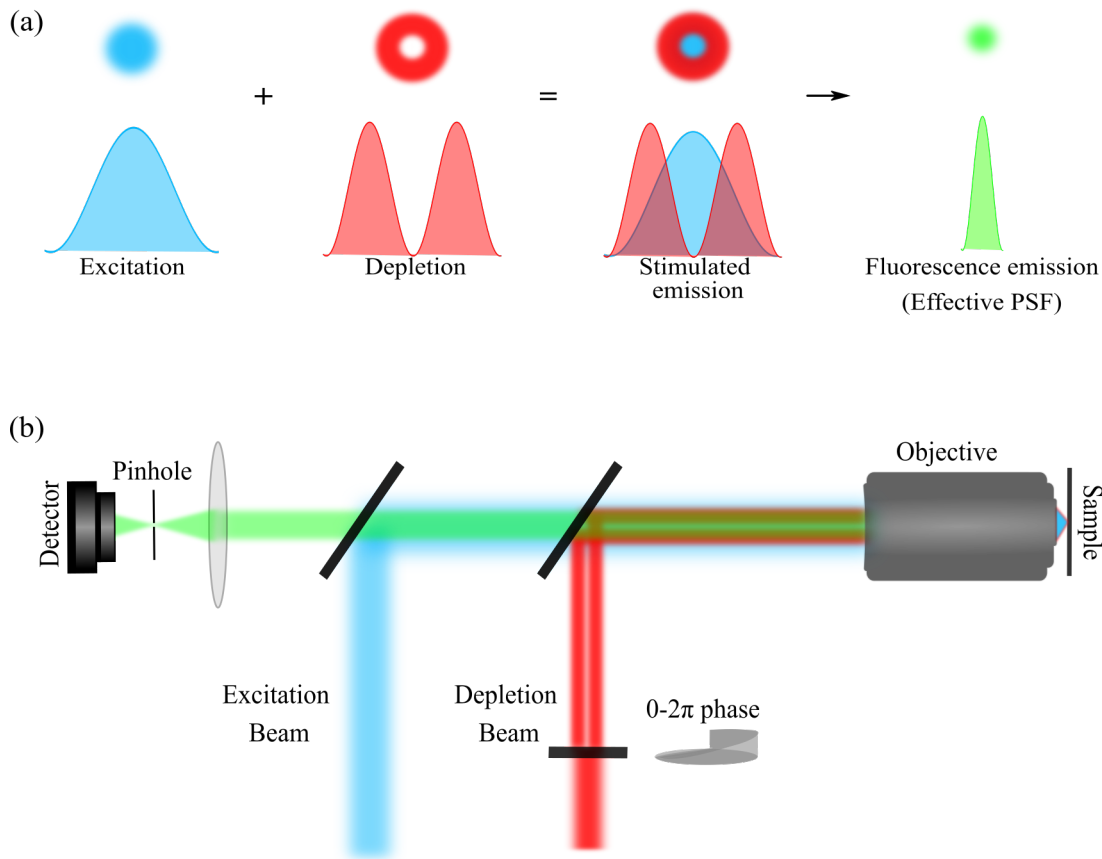 (a)
+
=
Excitation
Depletion
Stimulated
emission
Fluorescence emission
(Effective PSF)
(b)
Detector
Pinhole
Objective
Sample
Excitation
Beam
Depletion
Beam
0-2π phase